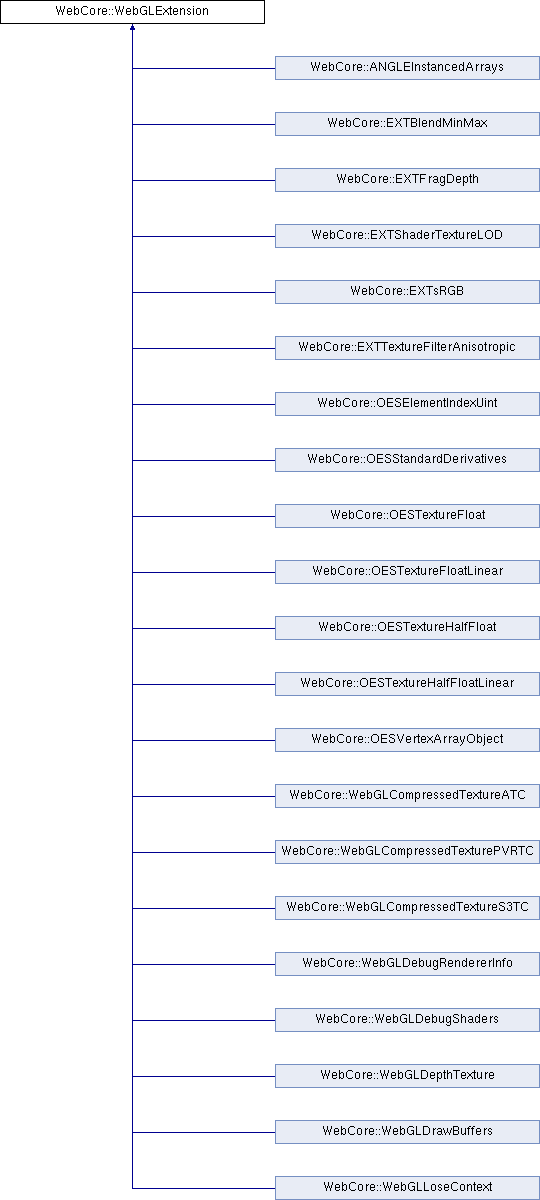 WebCore::WebGLExtension
WebCore::ANGLEInstancedArrays
WebCore::EXTBlendMinMax
WebCore::EXTFragDepth
WebCore::EXTShaderTextureLOD
WebCore::EXTsRGB
WebCore::EXTTextureFilterAnisotropic
WebCore::OESElementIndexUint
WebCore::OESStandardDerivatives
WebCore::OESTextureFloat
WebCore::OESTextureFloatLinear
WebCore::OESTextureHalfFloat
WebCore::OESTextureHalfFloatLinear
WebCore::OESVertexArrayObject
WebCore::WebGLCompressedTextureATC
WebCore::WebGLCompressedTexturePVRTC
WebCore::WebGLCompressedTextureS3TC
WebCore::WebGLDebugRendererInfo
WebCore::WebGLDebugShaders
WebCore::WebGLDepthTexture
WebCore::WebGLDrawBuffers
WebCore::WebGLLoseContext